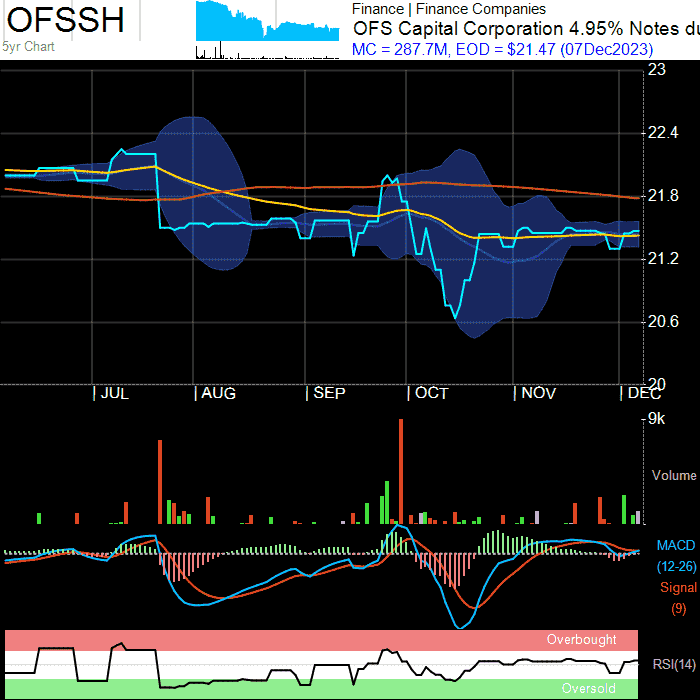 OFSSH
5yr Chart
Finance | Finance Companies
OFS Capital Corporation 4.95% Notes du
MC = 287.7M, EOD = $21.47 (07Dec2023)
23
22.4
21.8
21.2
20.6
20
JUL AUG SEP OCT NOV DEC
9k
Volume
MACD
(12-26)
Signal
(9)
Overbought
RSI(14)
Oversold